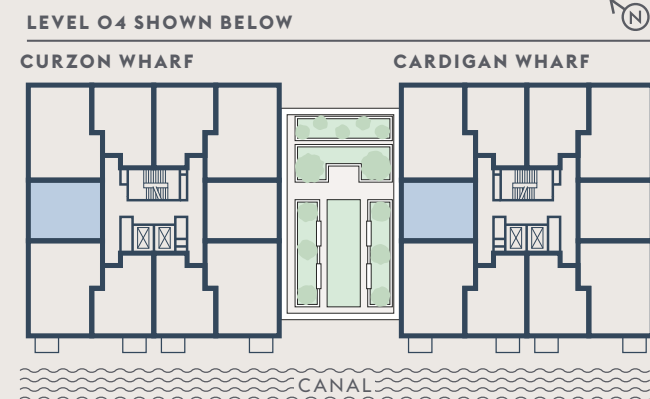 LEVEL 04 SHOWN BELOW
N
CURZON WHARF
CARDIGAN WHARF
CANAL